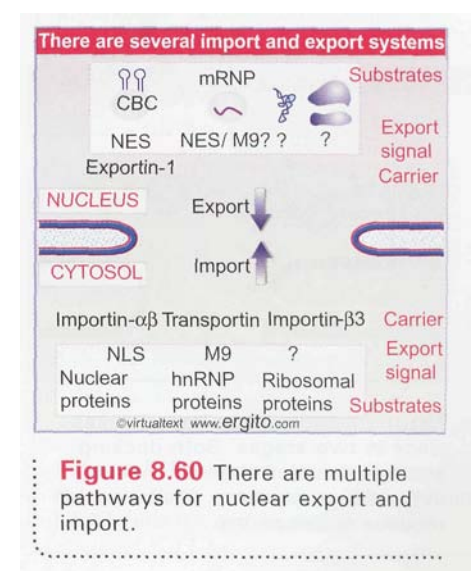 There are several import and export systems
mRNP Substrates
CBC
NES NES/ M9? ? ?
Export
signal
Exportin-1
Carrier
NUCLEUS
Export
Import
CYTOSOL
Importin-αβ Transportin Importin-β3 Carrier
NLS M9 ?
Export
signal
Nuclear hnRNP Ribosomal
proteins proteins proteins Substrates
©virtualtext www.ergito.com
Figure 8.60 There are multiple
pathways for nuclear export and
import.